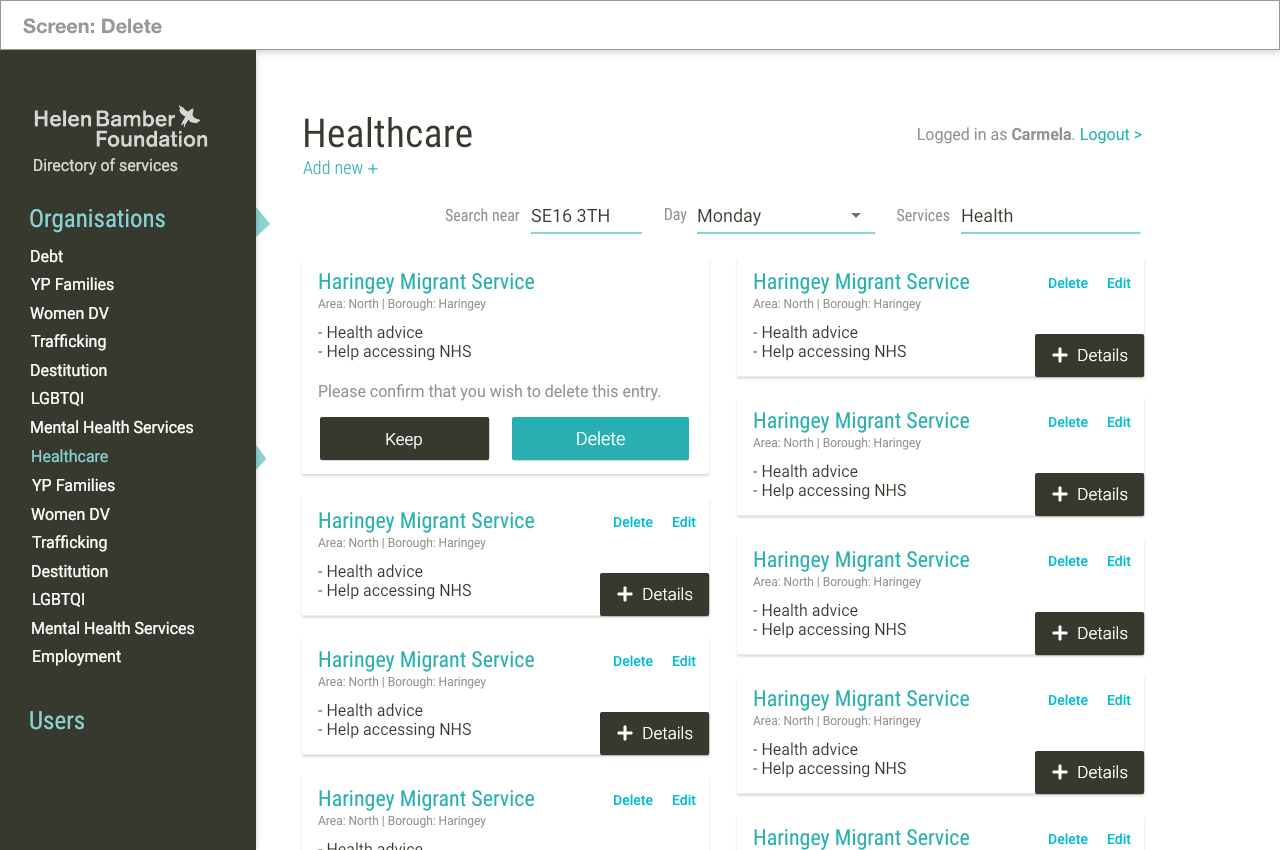 Screen: Delete
Helen Bamber
Foundation
Directory of services
Organisations
Debt
YP Families
Women DV
Trafficking
Destitution
LGBTQI
Mental Health Services
Healthcare
YP Families
Women DV
Trafficking
Destitution
LGBTQI
Mental Health Services
Employment
Users
Healthcare
Add new +
Logged in as Carmela. Logout >
Search near SE16 3TH Day Monday Services Health
Haringey Migrant Service
Area: North | Borough: Haringey
- Health advice
- Help accessing NHS
Please confirm that you wish to delete this entry.
Keep Delete
Haringey Migrant Service Delete Edit
Area: North | Borough: Haringey
- Health advice
- Help accessing NHS
+ Details
Haringey Migrant Service Delete Edit
Area: North | Borough: Haringey
- Health advice
- Help accessing NHS
+ Details
Haringey Migrant Service Delete Edit
Area: North | Borough: Haringey
- Health advice
Haringey Migrant Service Delete Edit
Area: North | Borough: Haringey
- Health advice
- Help accessing NHS
+ Details
Haringey Migrant Service Delete Edit
Area: North | Borough: Haringey
- Health advice
- Help accessing NHS
+ Details
Haringey Migrant Service Delete Edit
Area: North | Borough: Haringey
- Health advice
- Help accessing NHS
+ Details
Haringey Migrant Service Delete Edit
Area: North | Borough: Haringey
- Health advice
- Help accessing NHS
+ Details
Haringey Migrant Service Delete Edit